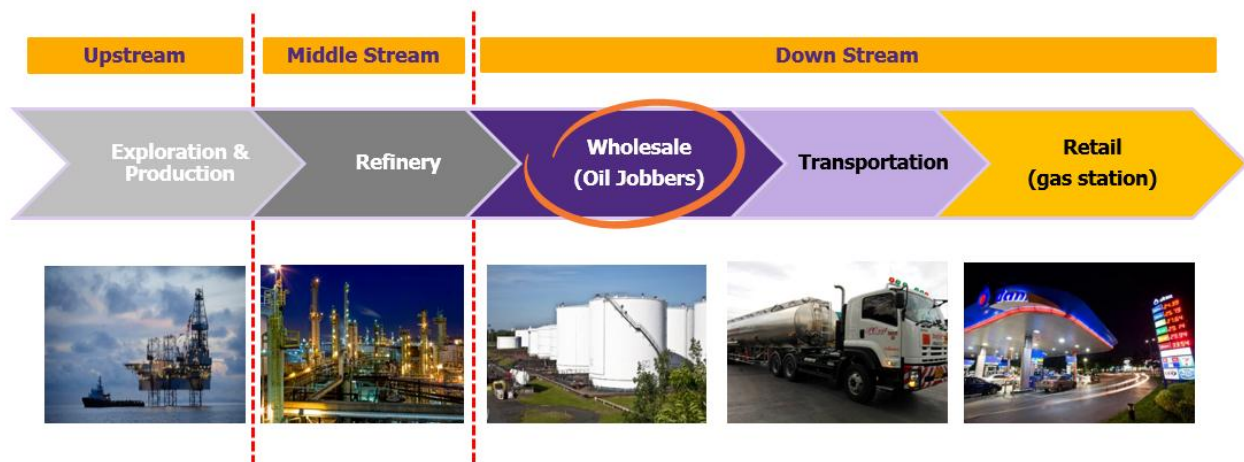 Upstream
Middle Stream
Down Stream
Exploration &
Production
Refinery
Wholesale
(Oil Jobbers)
Transportation
Retail
(gas station)